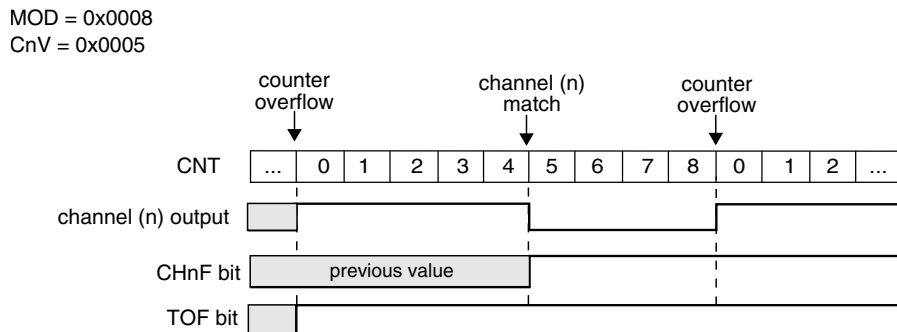 MOD = 0x0008
CnV = 0x0005
counter overflow
channel (n) match
counter overflow
CNT ... 0 1 2 3 4 5 6 7 8 0 1 2 ...
channel (n) output
CHnF bit previous value
TOF bit